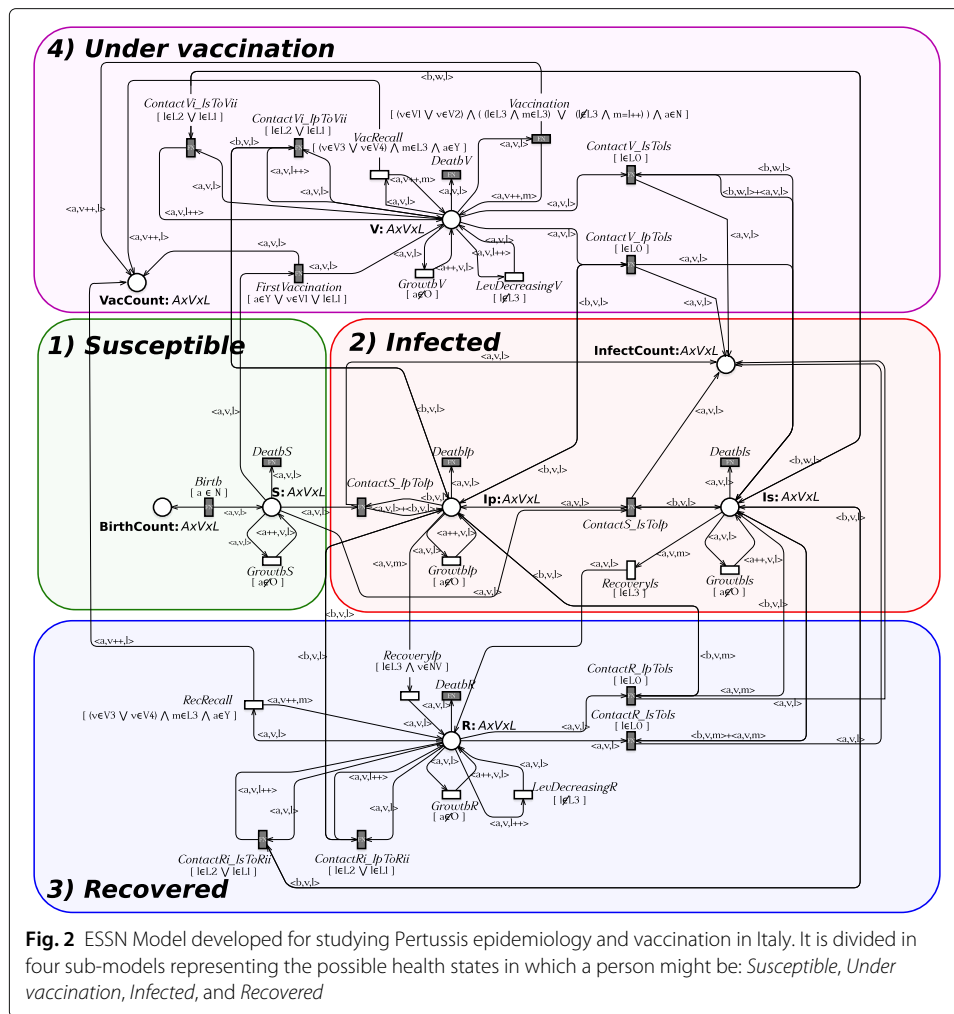 4) Under vaccination
<b,w,l>
ContactVi_IsToVii
[ l∈L2 ⋁ l∈L1 ]
ContactVi_IpToVii
[ l∈L2 ⋁ l∈L1 ]
Vaccination
[ (v∈V1 ⋁ v∈V2) ⋀ ( (l∈L3 ⋀ m∈L3) ⋁ (l∉L3 ⋀ m=l++) ) ⋀ a∈N ]
VacRecall
[ (v∈V3 ⋁ v∈V4) ⋀ m∈L3 ⋀ a∈Y ]
<b,v,l>
<a,v,l>
ContactV_IsToIs
[ l∈L0 ]
DeathV
<a,v++,m>
<a,v,l>
<a,v,l>
<a,v,l++>
<a,v,l>
<a,v++,m>
<b,w,l>
<b,w,l>+<a,v,l>
<a,v++,l>
<a,v++,l>
<a,v,l++>
<a,v,l>
<a,v,l>
V: AxVxL
<a,v,l>
ContactV_IpToIs
[ l∈L0 ]
<a,v,l>
<a,v,l>
<a,v,l>
<a,v,l>
<a,v,l>
<a,v,l++>
<a,v,l>
<a,v,l>
<a++,v,l>
FirstVaccination
[ a∈Y ⋁ v∈V1 ⋁ l∈L1 ]
GrowthV
[ a∉O ]
LevDecreasingV
[ l∉L3 ]
<b,v,l>
VacCount: AxVxL
1) Susceptible
2) Infected
InfectCount:AxVxL
<a,v,l>
<a,v,l>
<b,v,l>
<a,v,l>
DeathS
DeathIp
DeathIs
<b,w,l>
<b,v,l>
Birth
[ a ∈ N ]
<a,v,l>
S: AxVxL
ContactS_IpToIp
<a,v,l>
<b,v,l>
Ip:AxVxL
<a,v,l>
Is: AxVxL
BirthCount: AxVxL
<a,v,l>
<a,v,l>
<a,v,l>+<b,v,l>
<a,v,l>
<b,v,l>
<b,v,l>
ContactS_IsToIp
<a,v,l>
<a++,v,l>
<a++,v,l>
<a,v,l>
<a,v,m>
<a,v,l>
<a,v,m>
<a,v,l>
<a++,v,l>
GrowthS
[ a∉O ]
GrowthIp
[ a∉O ]
<b,v,l>
RecoveryIs
[ l∈L3 ]
GrowthIs
[ a∉O ]
<a,v,l>
<b,v,l>
<b,v,l>
<a,v++,l>
<b,v,l>
RecoveryIp
[ l∈L3 ⋀ v∈NV ]
<b,v,m>
ContactR_IpToIs
[ l∈L0 ]
<a,v,m>
RecRecall
[ (v∈V3 ⋁ v∈V4) ⋀ m∈L3 ⋀ a∈Y ]
<a,v++,m>
DeathR
<a,v,l>
<a,v,l>
<a,v,l>
ContactR_IsToIs
[ l∈L0 ]
R: AxVxL
<a,v,l>
<a,v,l>
<a,v,l>
<b,v,m>+<a,v,m>
<a,v,l>
<a,v,l++>
<a,v,l++>
<a,v,l>
<a++,v,l>
<a,v,l>
<a,v,l>
<a,v,l>
GrowthR
[ a∉O ]
LevDecreasingR
[ l∉L3 ]
<a,v,l++>
ContactRi_IsToRii
[ l∈L2 ⋁ l∈L1 ]
ContactRi_IpToRii
[ l∈L2 ⋁ l∈L1 ]
<b,v,l>
3) Recovered
Fig. 2 ESSN Model developed for studying Pertussis epidemiology and vaccination in Italy. It is divided in
four sub-models representing the possible health states in which a person might be: Susceptible, Under
vaccination, Infected, and Recovered